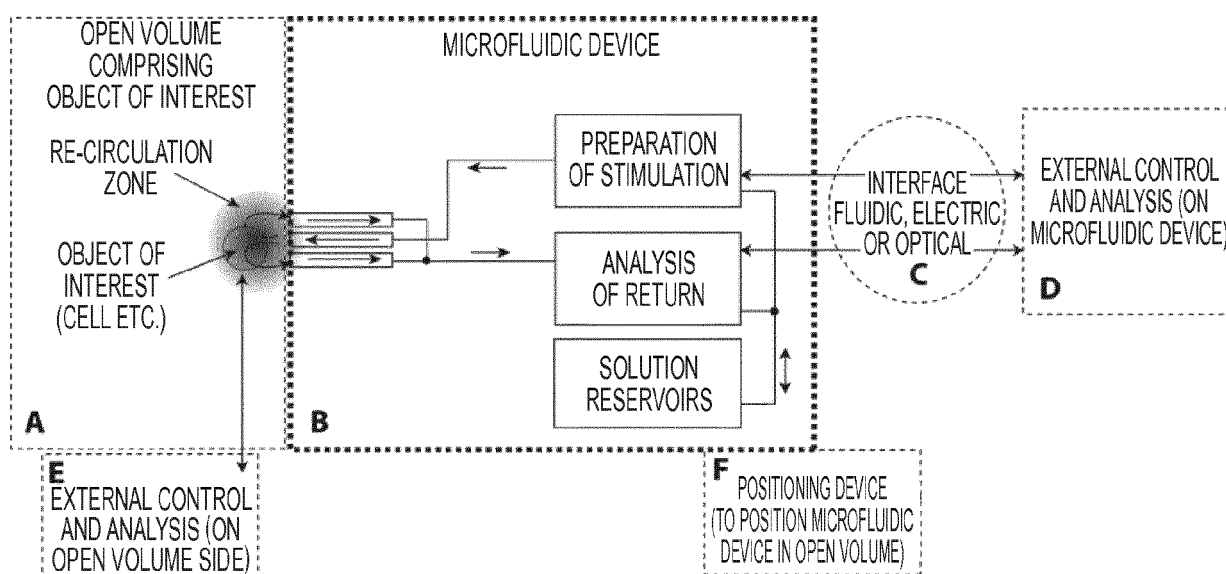 OPEN VOLUME
COMPRISING
OBJECT OF INTEREST
RE-CIRCULATION
ZONE
OBJECT OF
INTEREST
(CELL ETC.)
A
MICROFLUIDIC DEVICE
PREPARATION
OF STIMULATION
ANALYSIS
OF RETURN
SOLUTION
RESERVOIRS
B
INTERFACE
FLUIDIC, ELECTRIC
OR OPTICAL
C
EXTERNAL CONTROL
AND ANALYSIS (ON
MICROFLUIDIC DEVICE)
D
E
EXTERNAL CONTROL
AND ANALYSIS (ON
OPEN VOLUME SIDE)
F
POSITIONING DEVICE
(TO POSITION MICROFLUIDIC
DEVICE IN OPEN VOLUME)